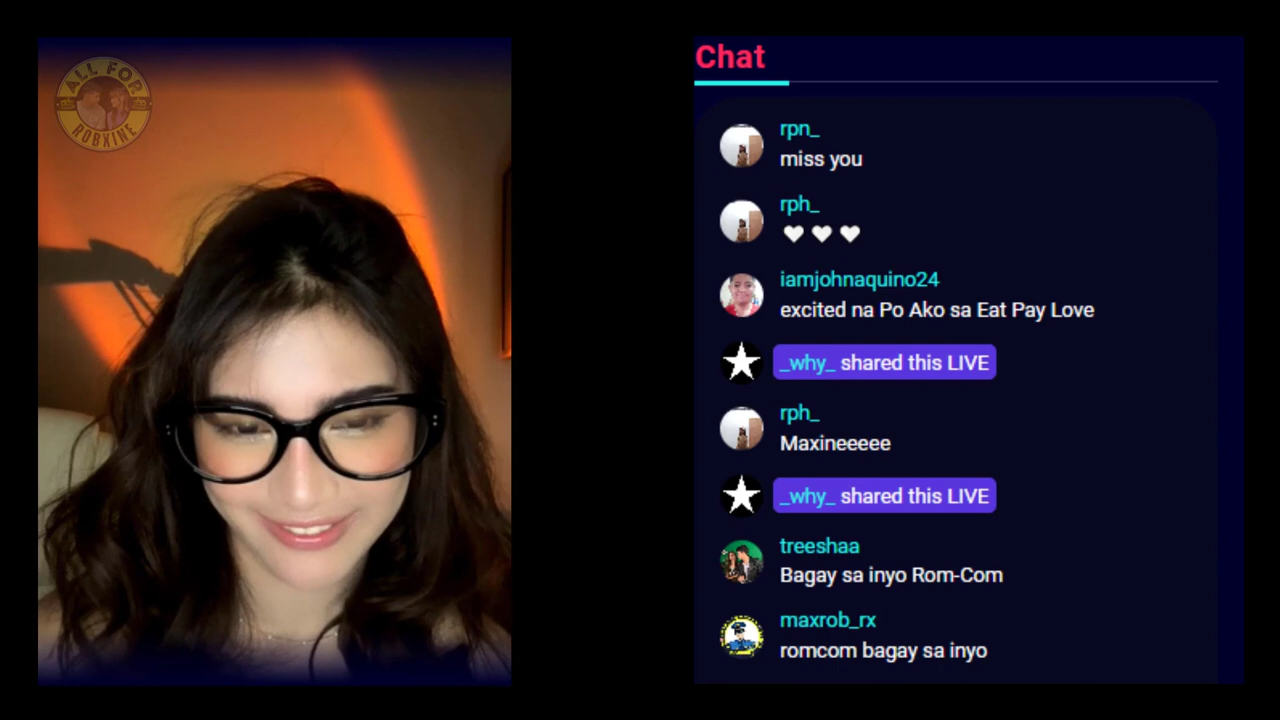 ALL FOR
ROBXINE
Chat
rpn_
miss you
rph_
iamjohnaquino24
excited na Po Ako sa Eat Pay Love
_why_ shared this LIVE
rph_
Maxineeeee
_why_ shared this LIVE
treeshaa
Bagay sa inyo Rom-Com
maxrob_rx
romcom bagay sa inyo